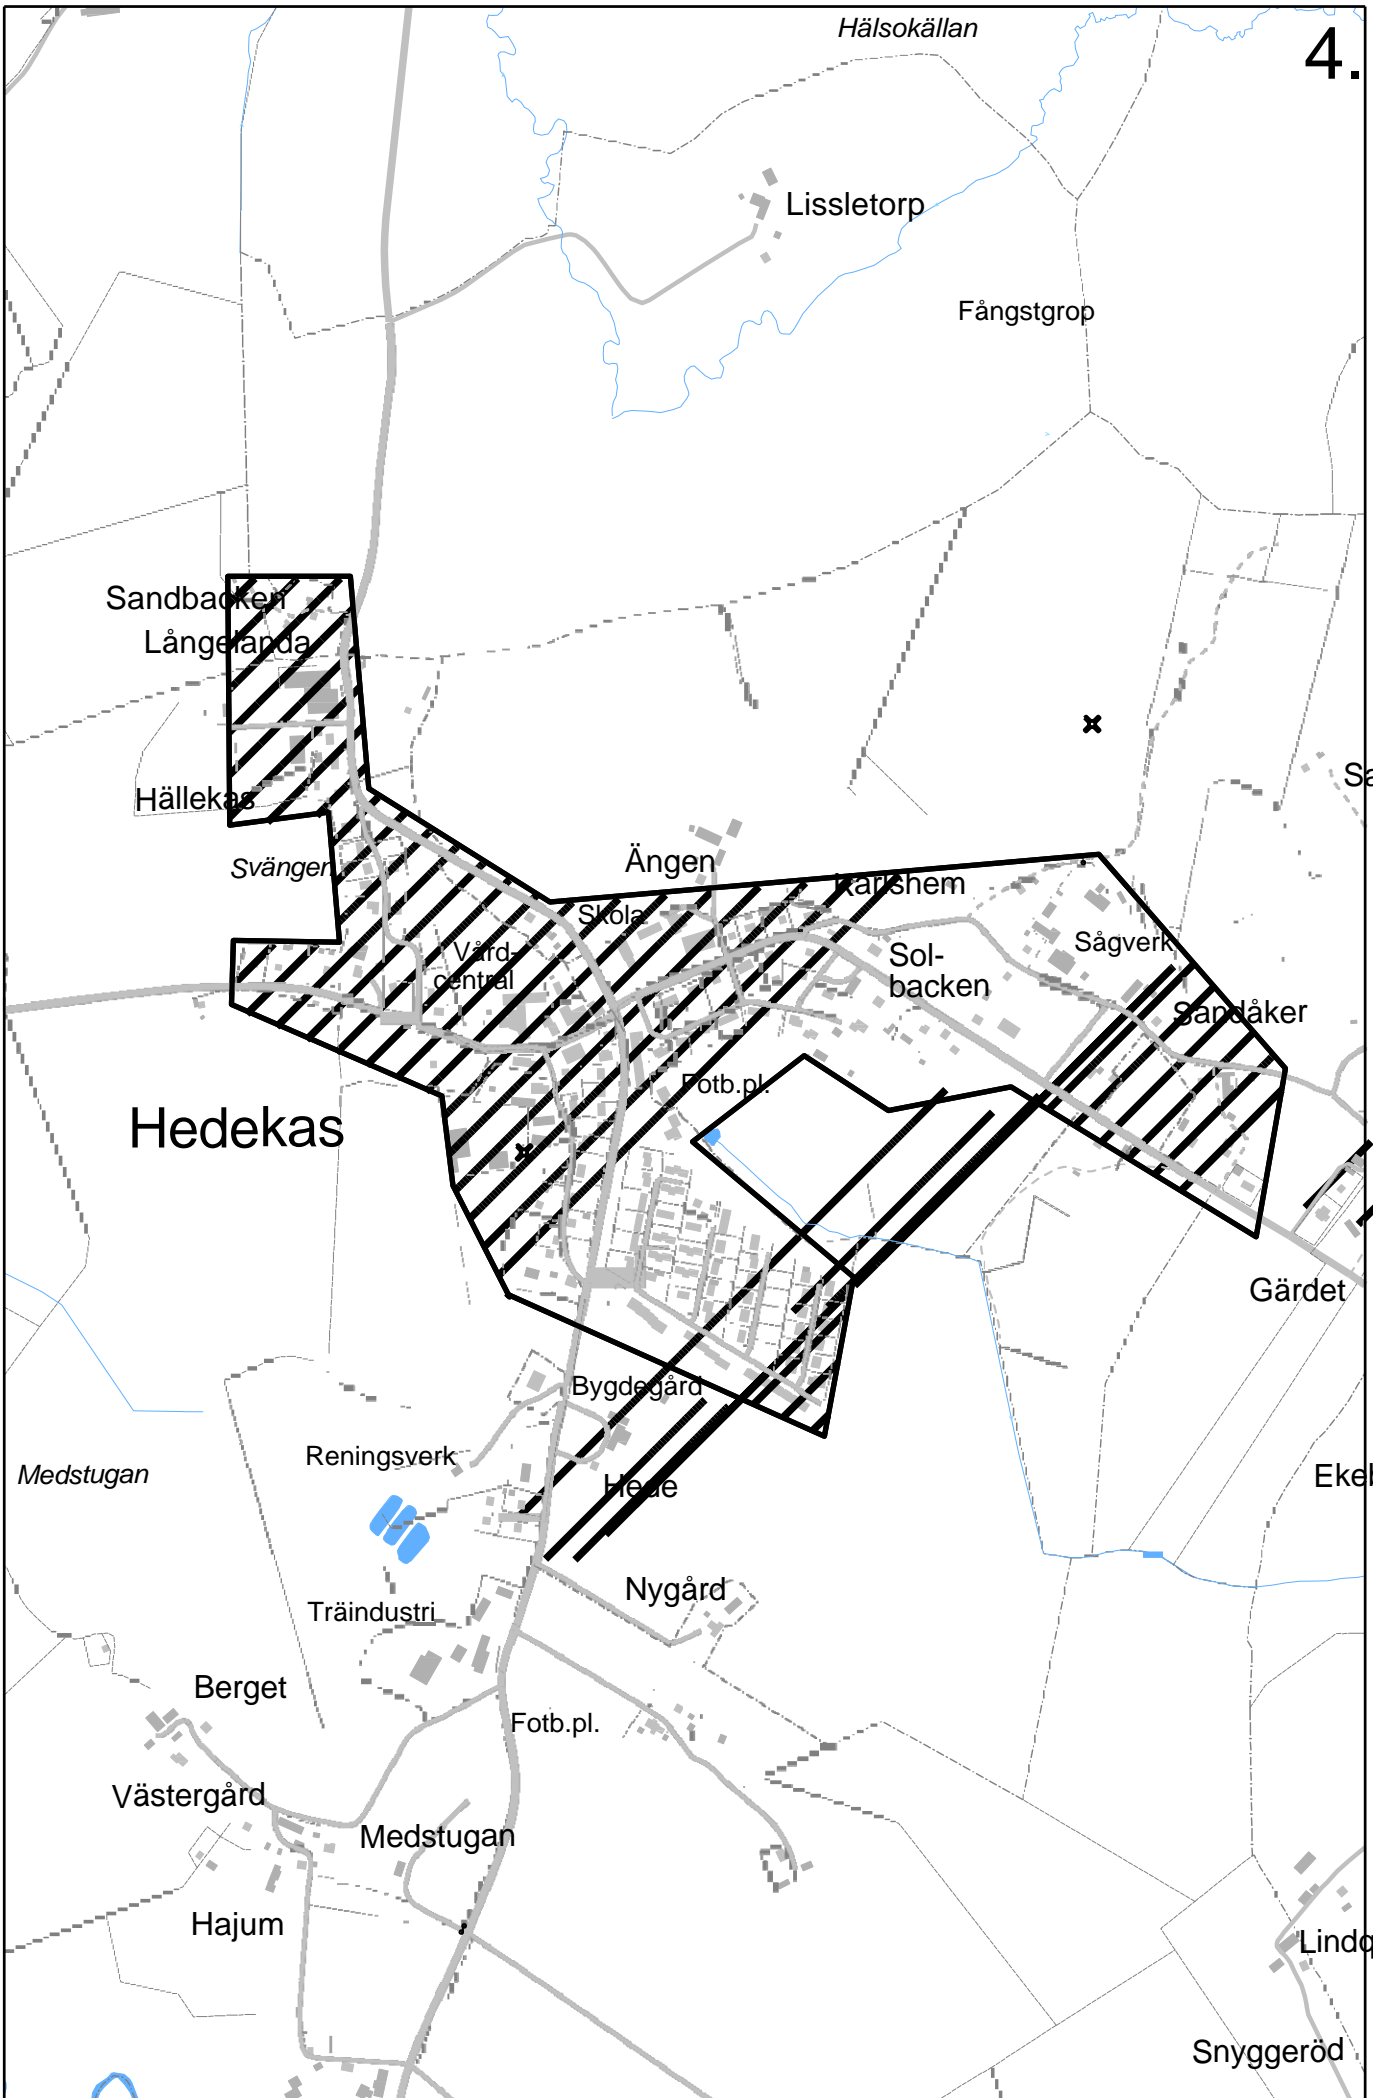 Hälsokällan
4.
Lissletorp
Fångstgrop
Sandbacken
Långelanda
Hällekas
Svängen
Ängen
Karlshem
Skola
Vård-
central
Sol-
backen
Sågverk
Sandåker
Fotb.pl.
Hedekas
Gärdet
Bygdegård
Reningsverk
Medstugan
Hede
Nygård
Träindustri
Berget
Fotb.pl.
Västergård
Medstugan
Hajum
Snyggeröd